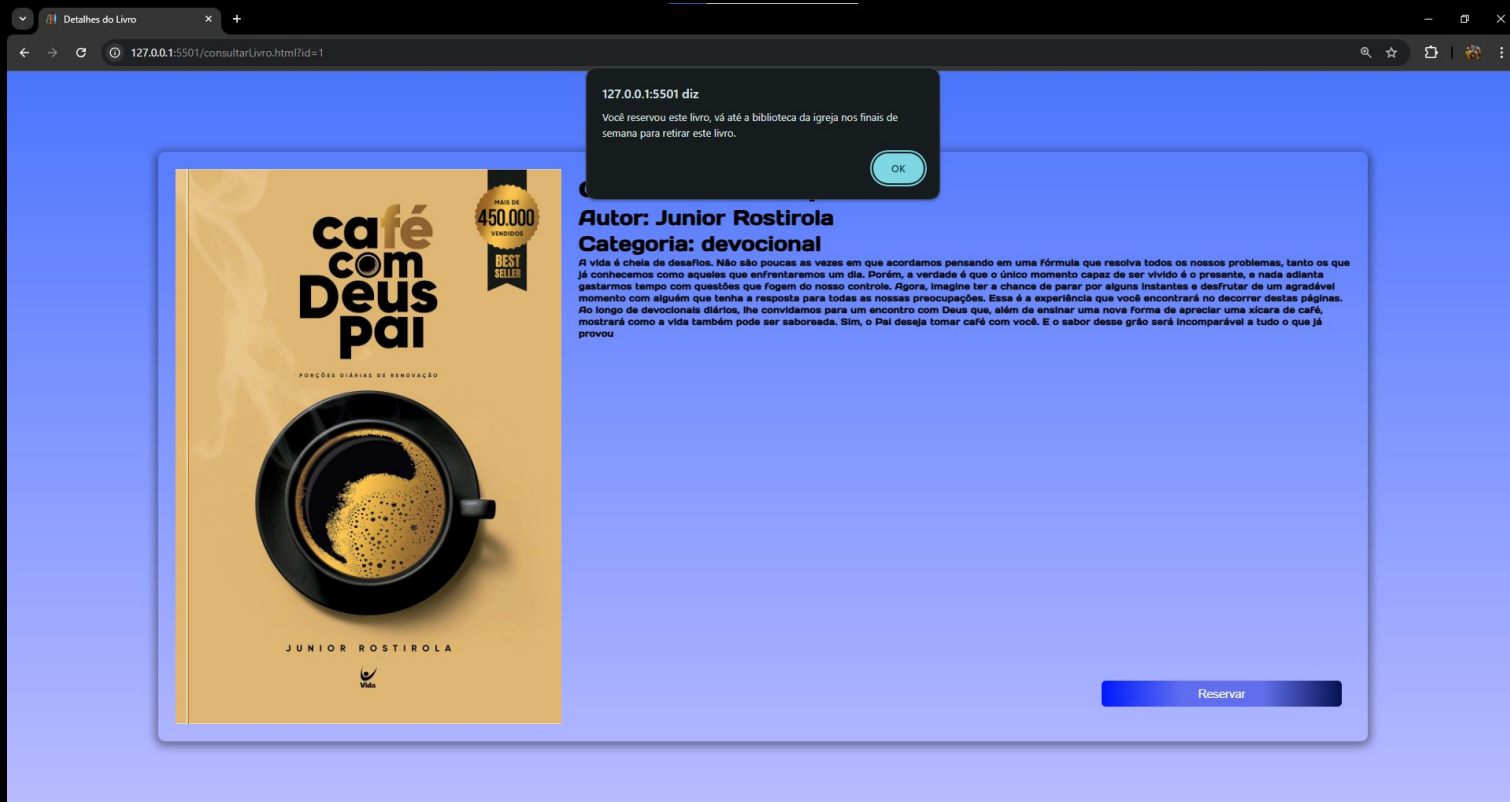 Detalhes do Livro
127.0.0.1:5501/consultarLivro.html?id=1
127.0.0.1:5501 diz
Você reservou este livro, vá até a biblioteca da igreja nos finais de
semana para retirar este livro.
OK
MAIS DE
450.000
VENDIDOS
BEST
SELLER
café
com
Deus
pai
PORÇÕES DIÁRIAS DE RENOVAÇÃO
JUNIOR ROSTIROLA
Vida
Autor: Junior Rostirola
Categoria: devocional
A vida é cheia de desafios. Não são poucas as vezes em que acordamos pensando em uma fórmula que resolva todos os nossos problemas, tanto os que
já conhecemos como aqueles que enfrentaremos um dia. Porém, a verdade é que o único momento capaz de ser vivido é o presente, e nada adianta
gastarmos tempo com questões que fogem do nosso controle. Agora, imagine ter a chance de parar por alguns instantes e desfrutar de um agradável
momento com alguém que tenha a resposta para todas as nossas preocupações. Essa é a experiência que você encontrará no decorrer destas páginas.
Ao longo de devocionais diários, lhe convidamos para um encontro com Deus que, além de ensinar uma nova forma de apreciar uma xícara de café,
mostrará como a vida também pode ser saboreada. Sim, o Pai deseja tomar café com você. E o sabor desse grão será incomparável a tudo o que já
provou
Reservar